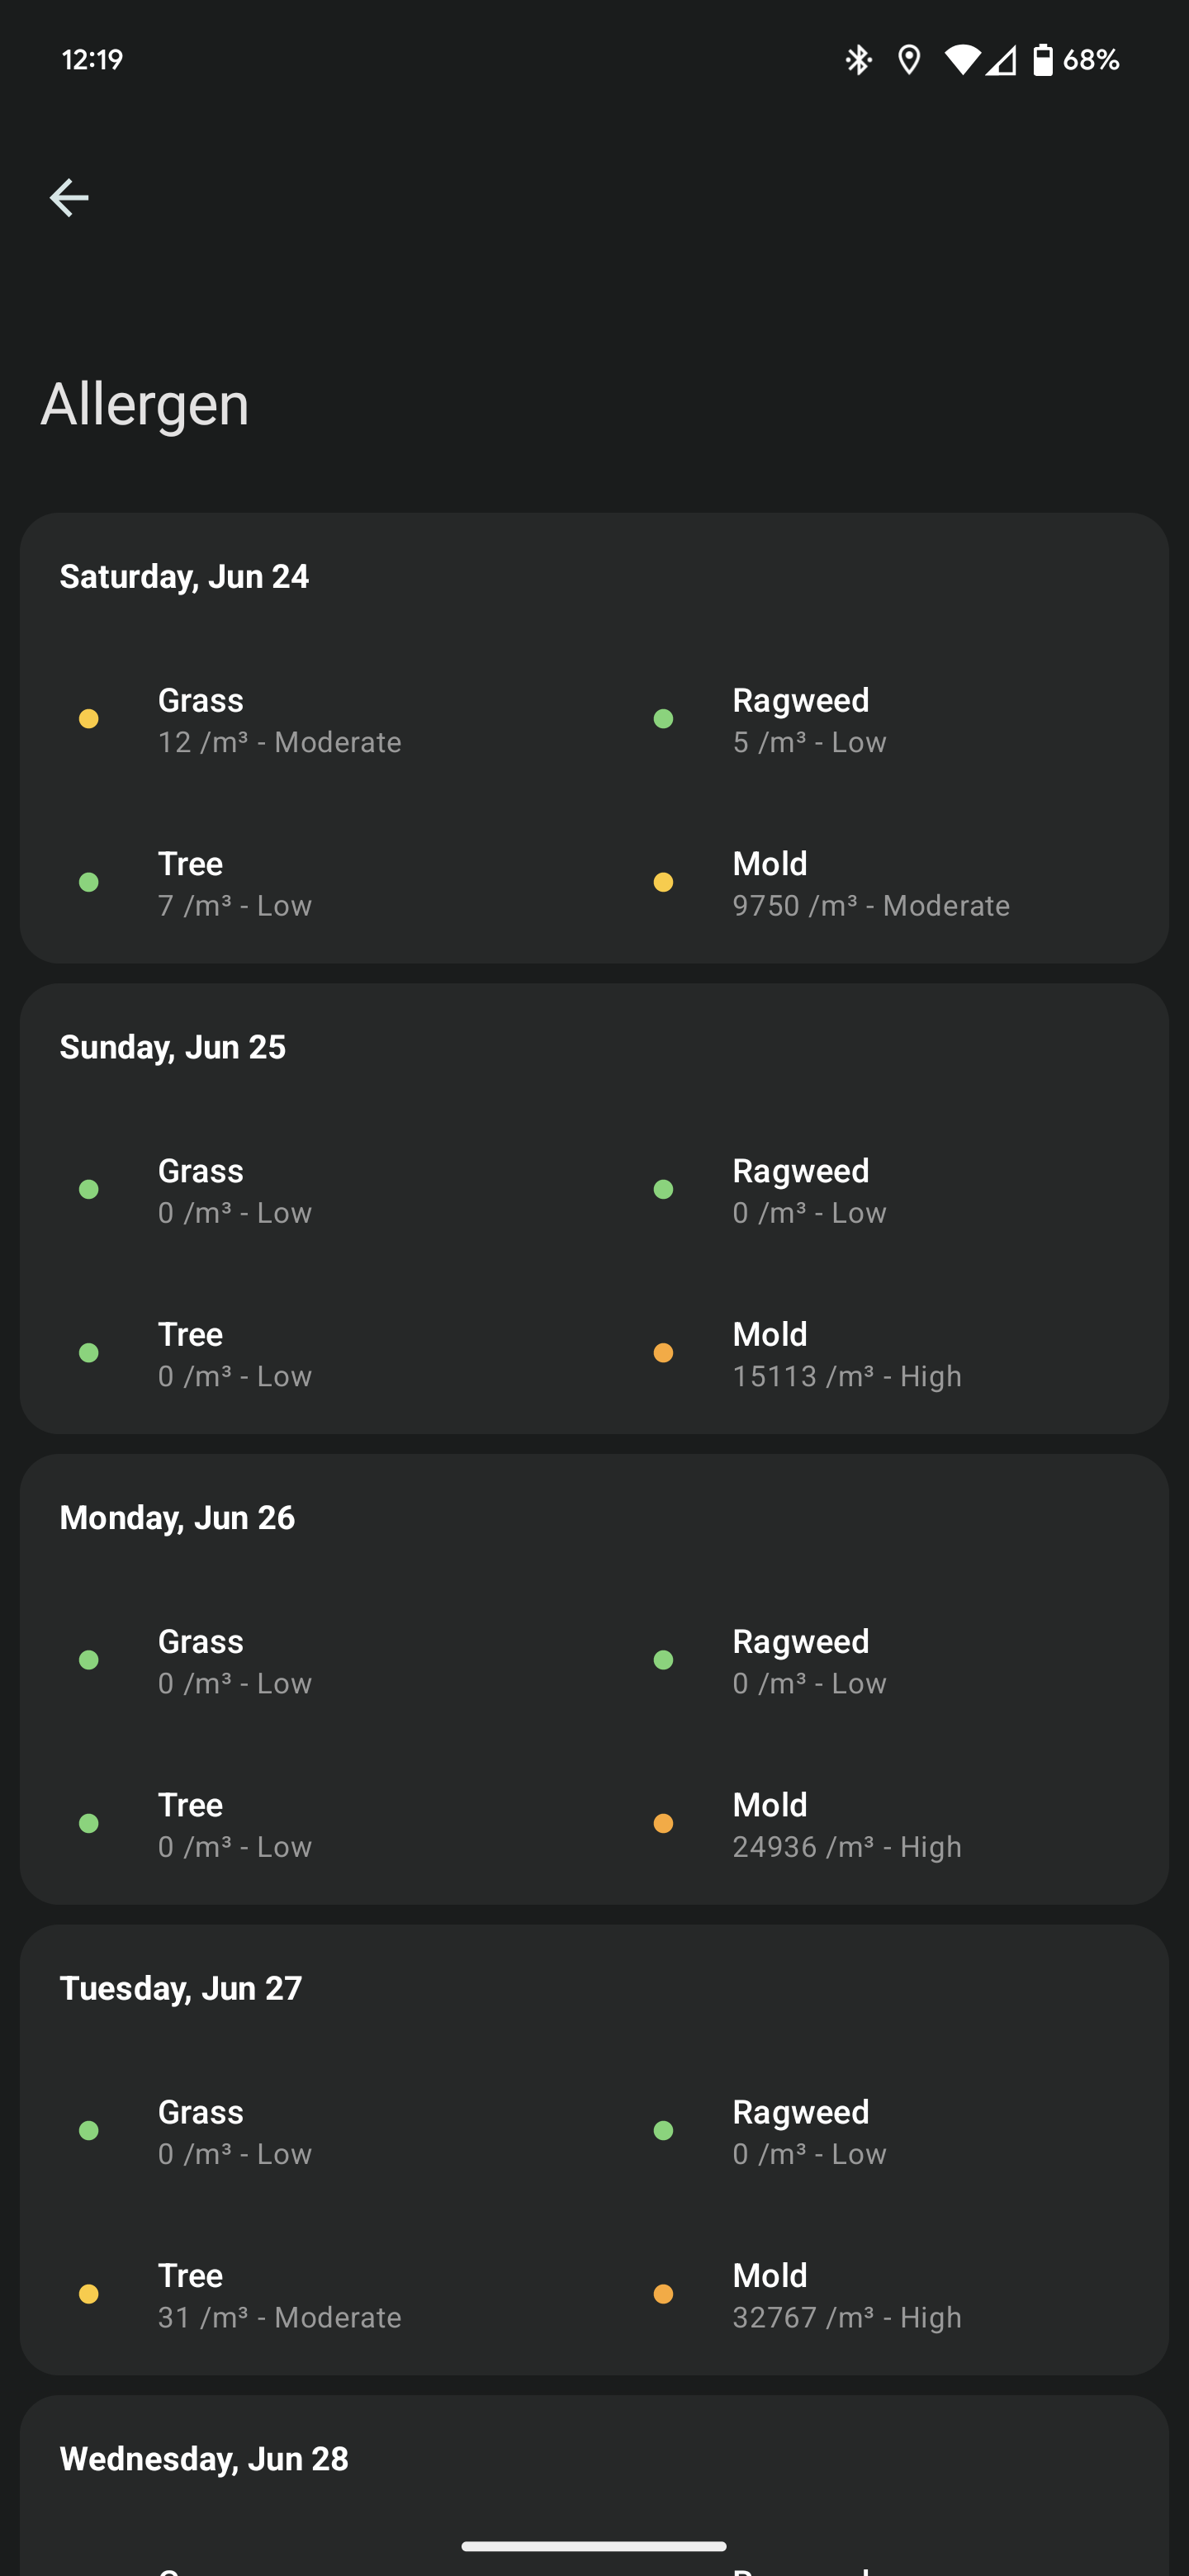 12:19
68%
Allergen
Saturday, Jun 24
Grass
12 /m³ - Moderate
Ragweed
5 /m³ - Low
Tree
7 /m³ - Low
Mold
9750 /m³ - Moderate
Sunday, Jun 25
Grass
0 /m³ - Low
Ragweed
0 /m³ - Low
Tree
0 /m³ - Low
Mold
15113 /m³ - High
Monday, Jun 26
Grass
0 /m³ - Low
Ragweed
0 /m³ - Low
Tree
0 /m³ - Low
Mold
24936 /m³ - High
Tuesday, Jun 27
Grass
0 /m³ - Low
Ragweed
0 /m³ - Low
Tree
31 /m³ - Moderate
Mold
32767 /m³ - High
Wednesday, Jun 28